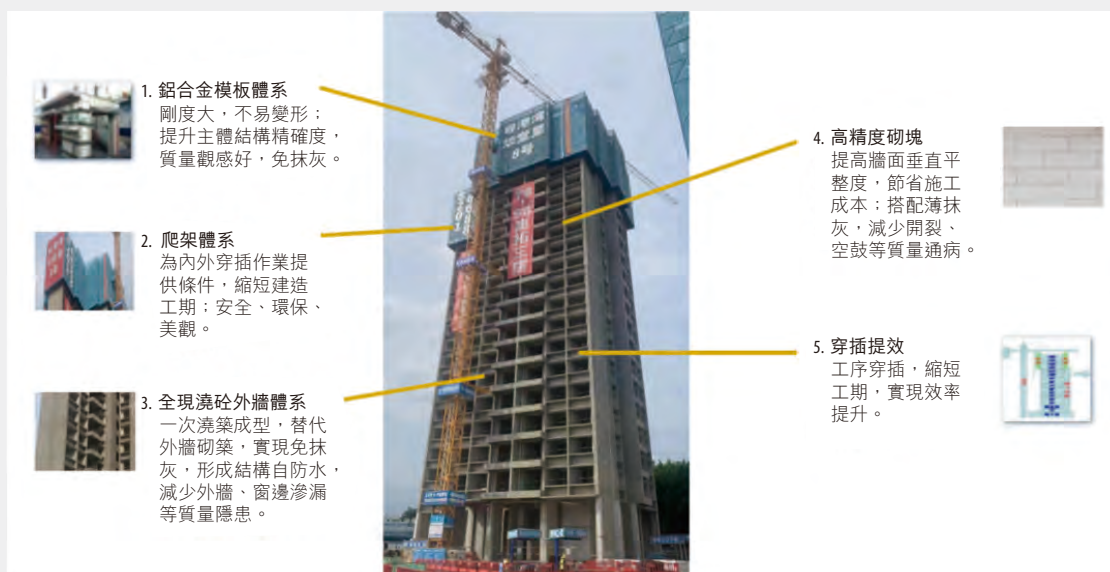 1. 鋁合金模板體系
剛度大，不易變形；
提升主體結構精確度，
質量觀感好，免抹灰。
2. 爬架體系
為內外穿插作業提
供條件，縮短建造
工期；安全、環保、
美觀。
3. 全現澆砼外牆體系
一次澆築成型，替代
外牆砌築，實現免抹
灰，形成結構自防水，
減少外牆、窗邊滲漏
等質量隱患。
4. 高精度砌塊
提高牆面垂直平
整度，節省施工
成本；搭配薄抹
灰，減少開裂、
空鼓等質量通病。
5. 穿插提效
工序穿插，縮短
工期，實現效率
提升。